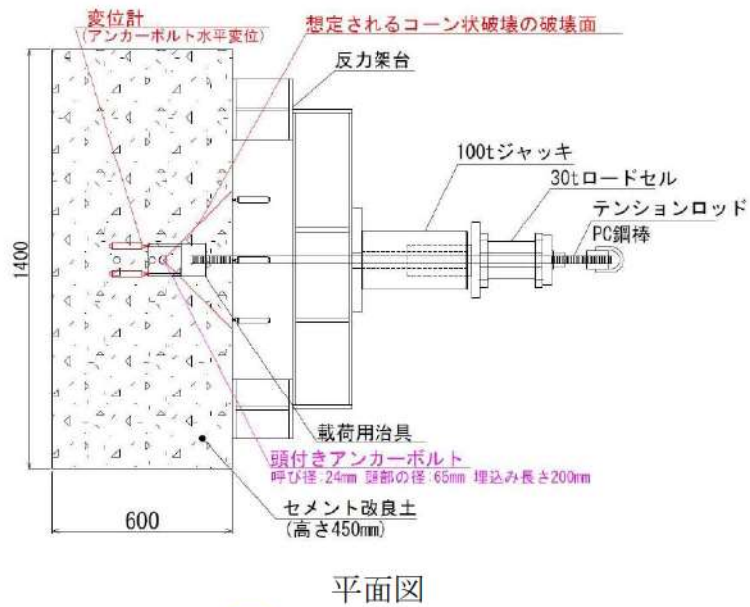 変位計
(アンカーボルト水平変位)
想定されるコーン状破壊の破壊面
反力架台
100tジャッキ
30tロードセル
テンションロッド
PC鋼棒
1400
載荷用治具
頭付きアンカーボルト
呼び径:24mm 頭部の径:65mm 埋込み長さ200mm
セメント改良土
(高さ450mm)
600
平面図